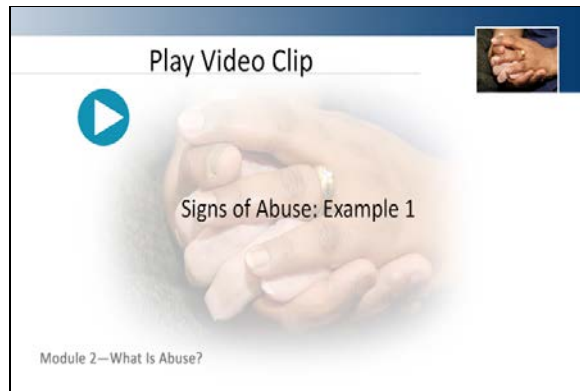 Play Video Clip
Signs of Abuse: Example 1
Module 2—What Is Abuse?